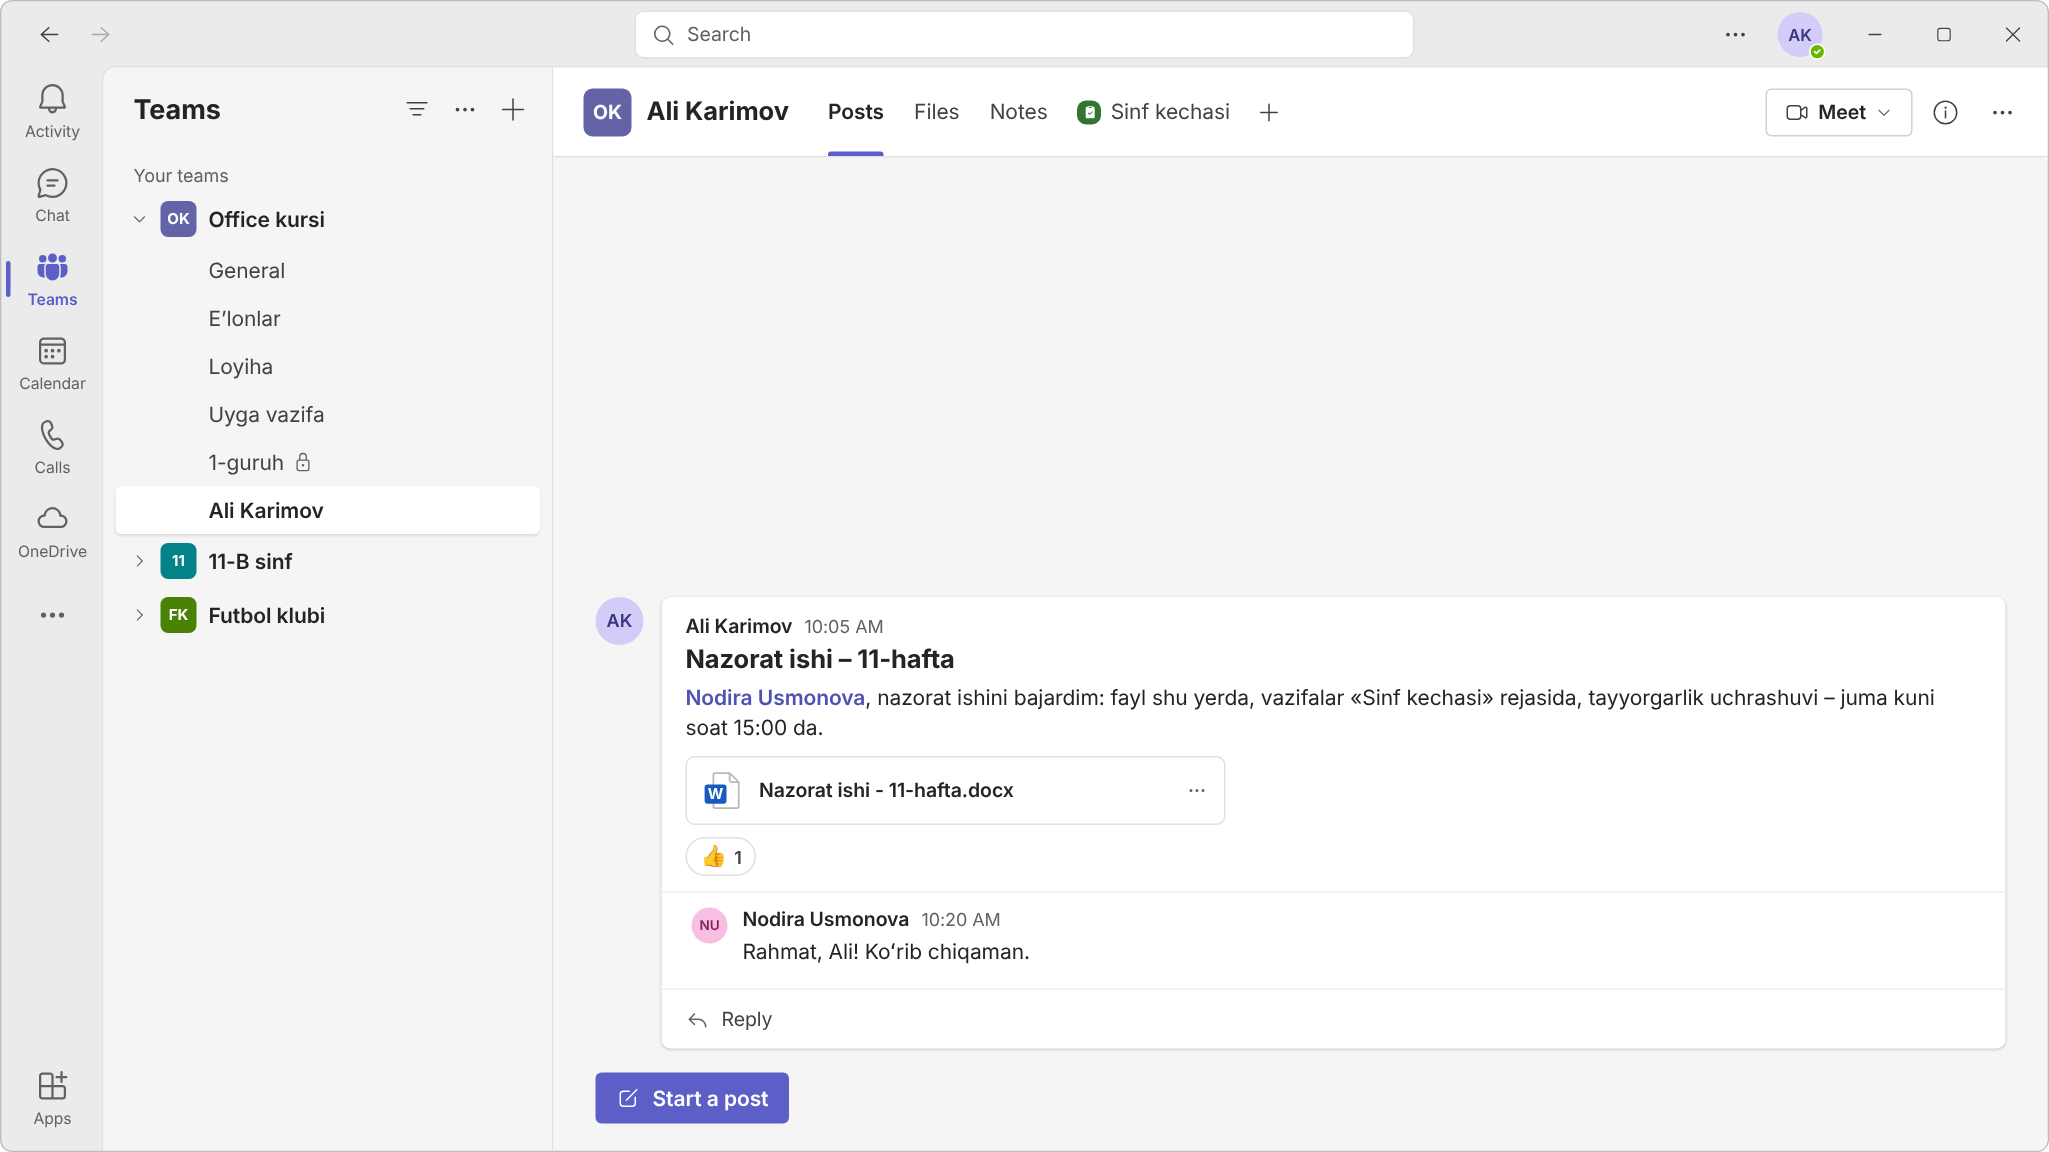 Search
AK
Activity
Chat
Teams
Calendar
Calls
OneDrive
Apps
Teams
Your teams
OK Office kursi
General
E’lonlar
Loyiha
Uyga vazifa
1-guruh
Ali Karimov
11 11-B sinf
FK Futbol klubi
OK Ali Karimov Posts Files Notes Sinf kechasi
Meet
AK
Ali Karimov 10:05 AM
Nazorat ishi – 11-hafta
Nodira Usmonova, nazorat ishini bajardim: fayl shu yerda, vazifalar «Sinf kechasi» rejasida, tayyorgarlik uchrashuvi – juma kuni
soat 15:00 da.
W Nazorat ishi - 11-hafta.docx
👍 1
NU Nodira Usmonova 10:20 AM
Rahmat, Ali! Ko‘rib chiqaman.
Reply
Start a post